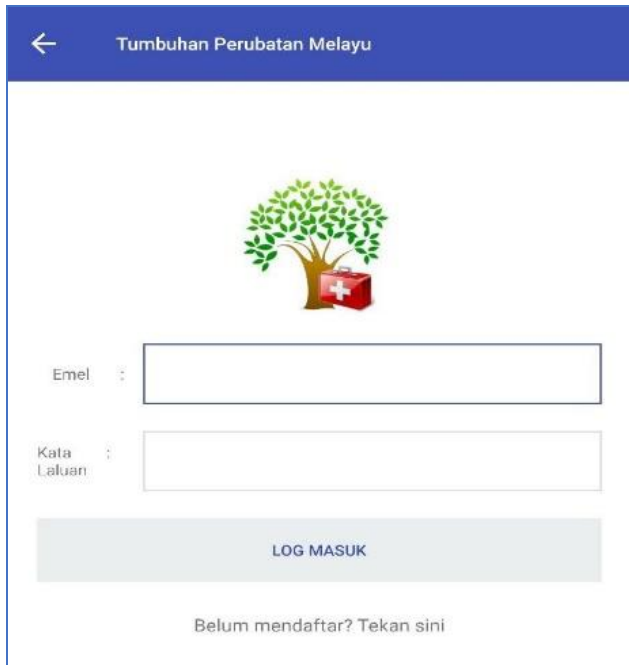 Tumbuhan Perubatan Melayu
Emel :
Kata :
Laluan
LOG MASUK
Belum mendaftar? Tekan sini